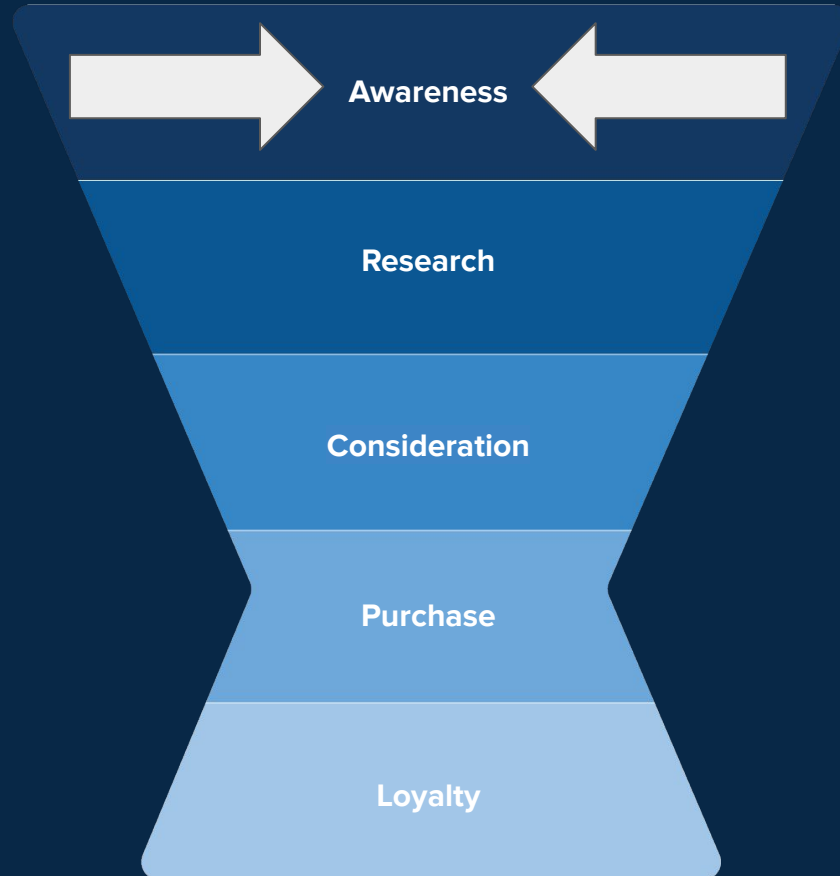 Awareness
Research
Consideration
Purchase
Loyalty